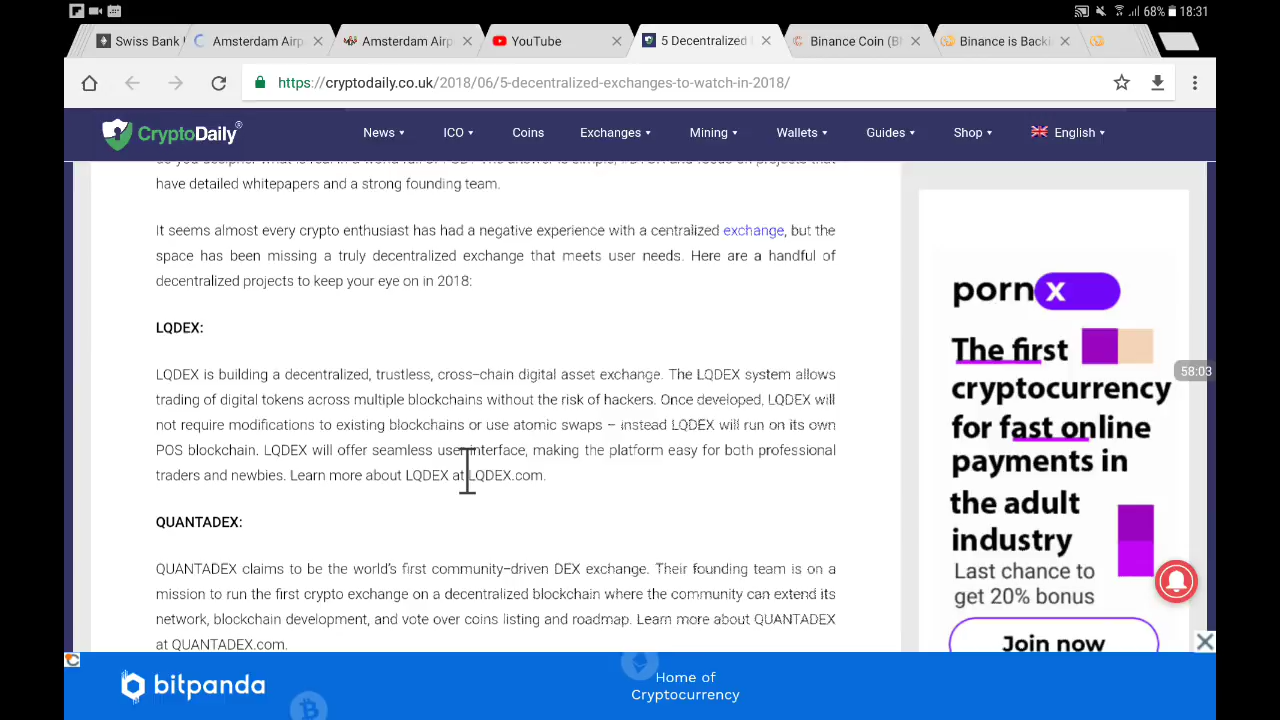 68% 18:31
Swiss Bank
Amsterdam Airp
Amsterdam Airp
YouTube
5 Decentralized
Binance Coin (B
Binance is Backi
https://cryptodaily.co.uk/2018/06/5-decentralized-exchanges-to-watch-in-2018/
CryptoDaily®
News
ICO
Coins
Exchanges
Mining
Wallets
Guides
Shop
English
have detailed whitepapers and a strong founding team.
It seems almost every crypto enthusiast has had a negative experience with a centralized exchange, but the
space has been missing a truly decentralized exchange that meets user needs. Here are a handful of
decentralized projects to keep your eye on in 2018:
LQDEX:
LQDEX is building a decentralized, trustless, cross-chain digital asset exchange. The LQDEX system allows
trading of digital tokens across multiple blockchains without the risk of hackers. Once developed, LQDEX will
not require modifications to existing blockchains or use atomic swaps – instead LQDEX will run on its own
POS blockchain. LQDEX will offer seamless user interface, making the platform easy for both professional
traders and newbies. Learn more about LQDEX at LQDEX.com.
QUANTADEX:
QUANTADEX claims to be the world's first community-driven DEX exchange. Their founding team is on a
mission to run the first crypto exchange on a decentralized blockchain where the community can extend its
network, blockchain development, and vote over coins listing and roadmap. Learn more about QUANTADEX
at QUANTADEX.com.
porn x
The first
cryptocurrency
for fast online
payments in
the adult
industry
Last chance to
get 20% bonus
Join now
58:03
bitpanda
Home of
Cryptocurrency